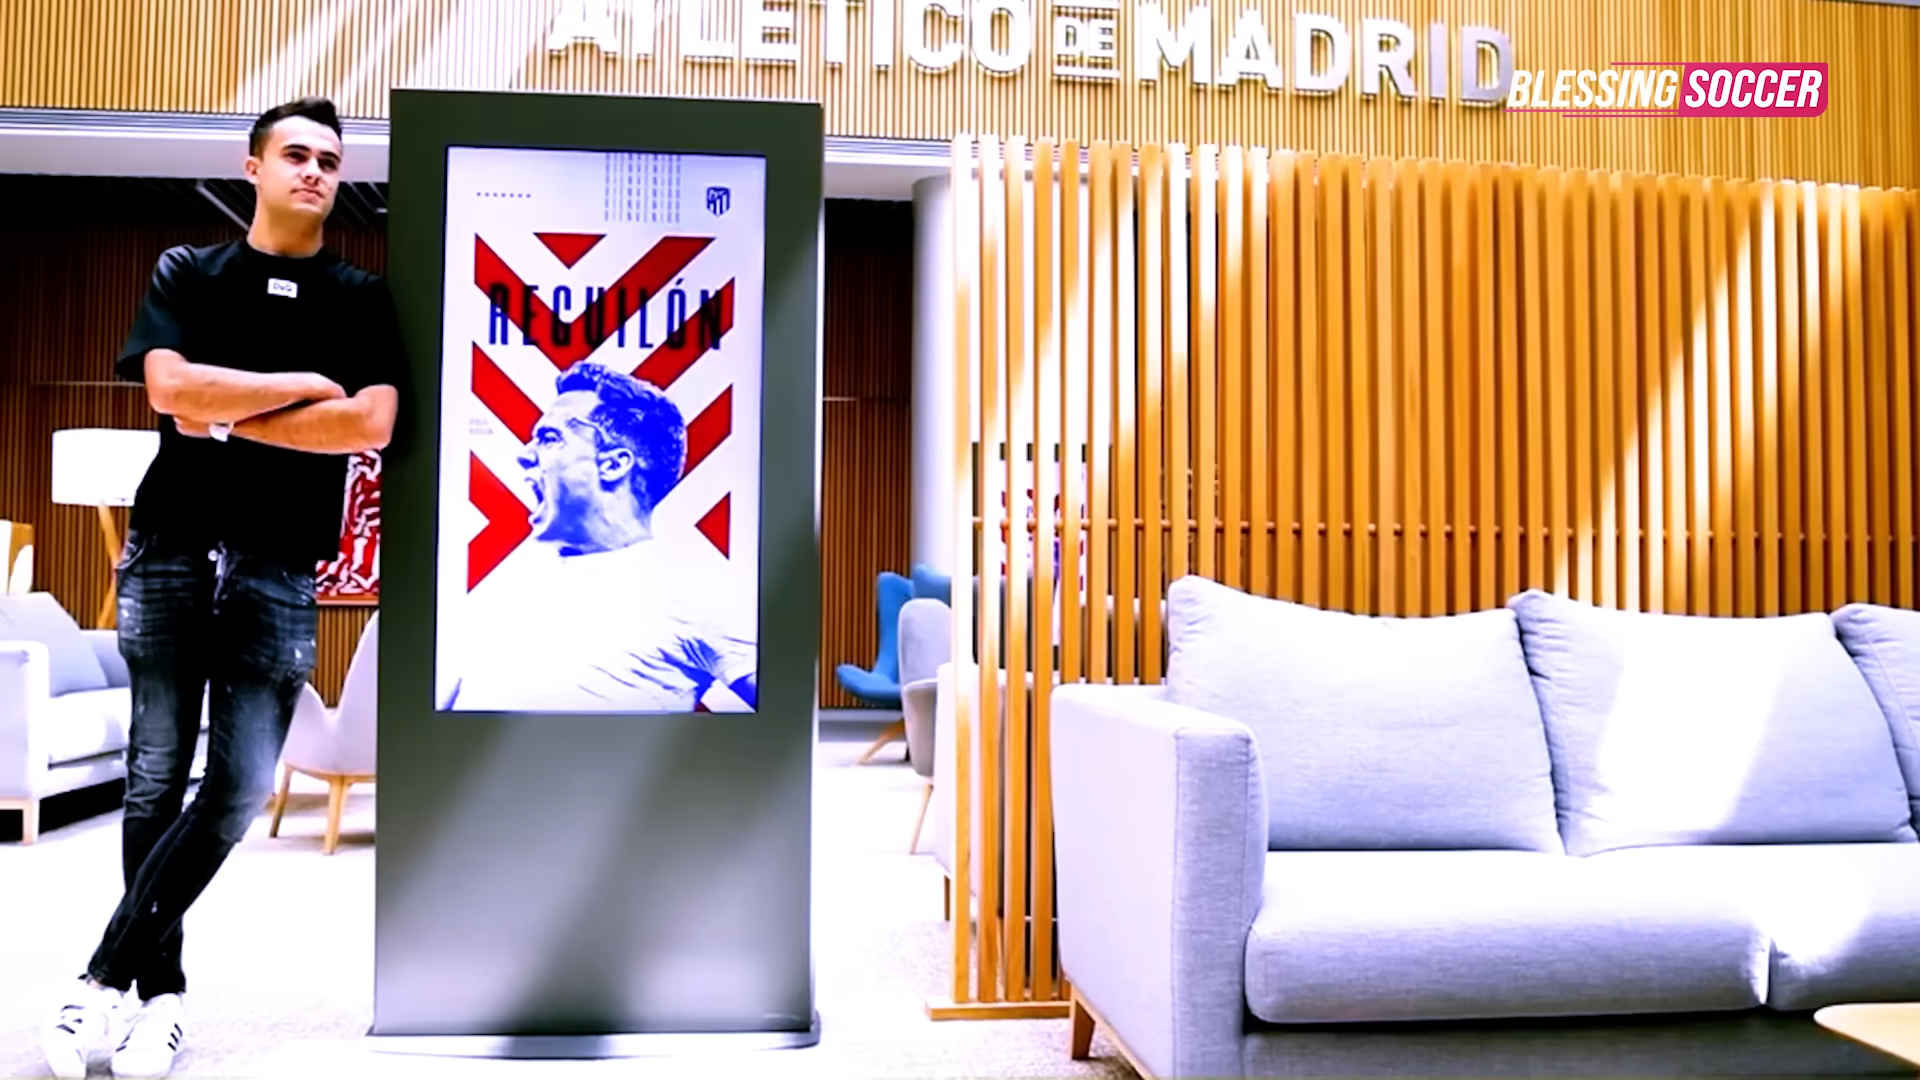 ATLETICO DE MADRID
BLESSING SOCCER
REGUILÓN
D&G